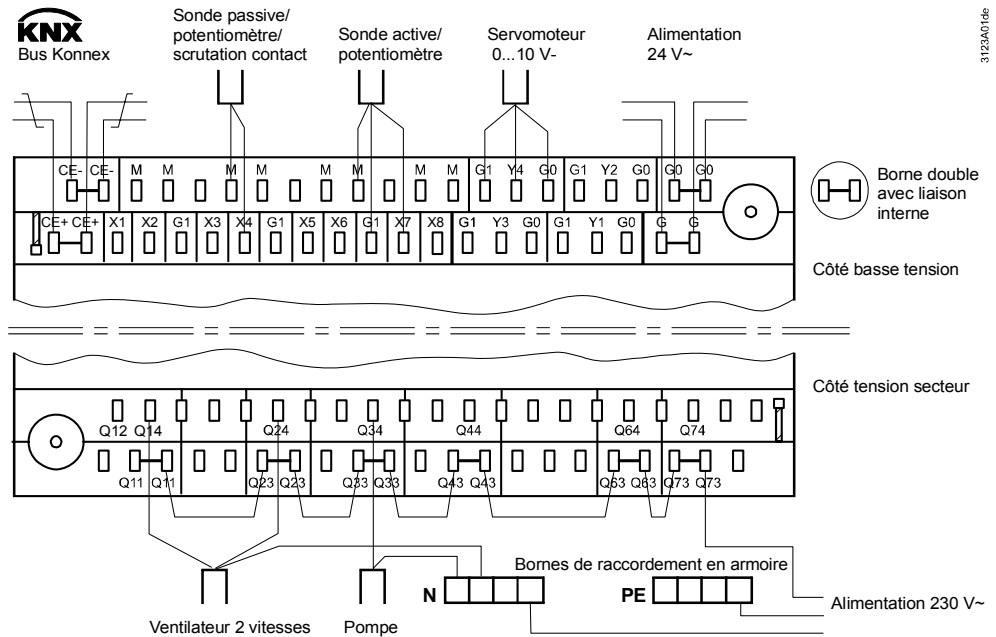 KNX
Bus Konnex
Sonde passive/
potentiomètre/
scrutation contact
Sonde active/
potentiomètre
Servomoteur
0...10 V-
Alimentation
24 V~
3123A01de
CE- CE- M M M M M M M M G1 Y4 G0 G1 Y2 G0 G0 G0
CE+ CE+ X1 X2 G1 X3 X4 G1 X5 X6 G1 X7 X8 G1 Y3 G0 G1 Y1 G0 G G
Borne double
avec liaison
interne
Côté basse tension
Côté tension secteur
Q12 Q14 Q24 Q34 Q44 Q64 Q74
Q11 Q11 Q23 Q23 Q33 Q33 Q43 Q43 Q63 Q63 Q73 Q73
Bornes de raccordement en armoire
N
PE
Alimentation 230 V~
Ventilateur 2 vitesses
Pompe